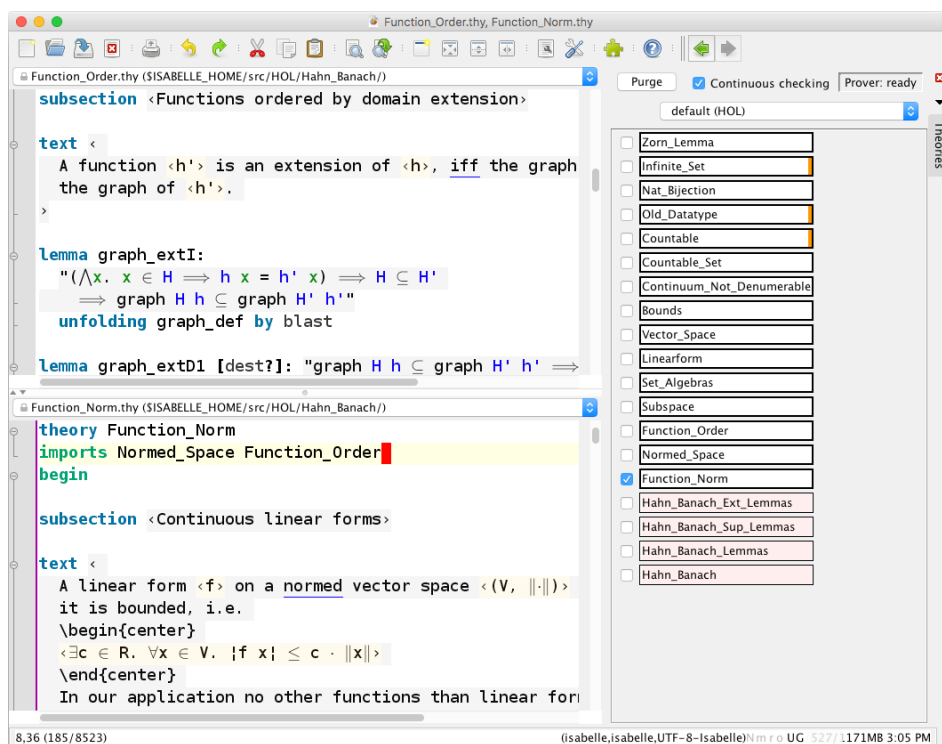 Function_Order.thy, Function_Norm.thy
Function_Order.thy ($ISABELLE_HOME/src/HOL/Hahn_Banach/)
subsection ‹Functions ordered by domain extension›
text ‹
A function ‹h'› is an extension of ‹h›, iff the graph
the graph of ‹h'›.
›
lemma graph_extI:
"(⋀x. x ∈ H ⟹ h x = h' x) ⟹ H ⊆ H'
⟹ graph H h ⊆ graph H' h'"
unfolding graph_def by blast
lemma graph_extD1 [dest?]: "graph H h ⊆ graph H' h' ⟹
Function_Norm.thy ($ISABELLE_HOME/src/HOL/Hahn_Banach/)
theory Function_Norm
imports Normed_Space Function_Order
begin
subsection ‹Continuous linear forms›
text ‹
A linear form ‹f› on a normed vector space ‹(V, ∥·∥)›
it is bounded, i.e.
\begin{center}
‹∃c ∈ R. ∀x ∈ V. ¦f x¦ ≤ c · ∥x∥›
\end{center}
In our application no other functions than linear for
Purge
Continuous checking
Prover: ready
default (HOL)
Theories
Zorn_Lemma
Infinite_Set
Nat_Bijection
Old_Datatype
Countable
Countable_Set
Continuum_Not_Denumerable
Bounds
Vector_Space
Linearform
Set_Algebras
Subspace
Function_Order
Normed_Space
Function_Norm
Hahn_Banach_Ext_Lemmas
Hahn_Banach_Sup_Lemmas
Hahn_Banach_Lemmas
Hahn_Banach
8,36 (185/8523)
(isabelle,isabelle,UTF-8-Isabelle)N m r o UG 527/1171MB 3:05 PM